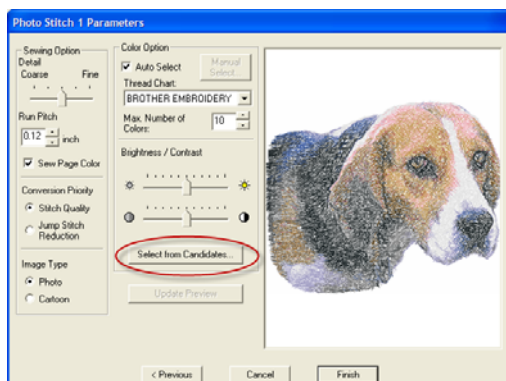 Photo Stitch 1 Parameters
Sewing Option
Detail
Coarse Fine
Run Pitch
0.12 inch
Sew Page Color
Conversion Priority
Stitch Quality
Jump Stitch
Reduction
Image Type
Photo
Cartoon
Color Option
Auto Select
Manual
Select...
Thread Chart:
BROTHER EMBROIDERY
Max. Number of
Colors:
10
Brightness / Contrast
Select from Candidates...
Update Preview
< Previous
Cancel
Finish